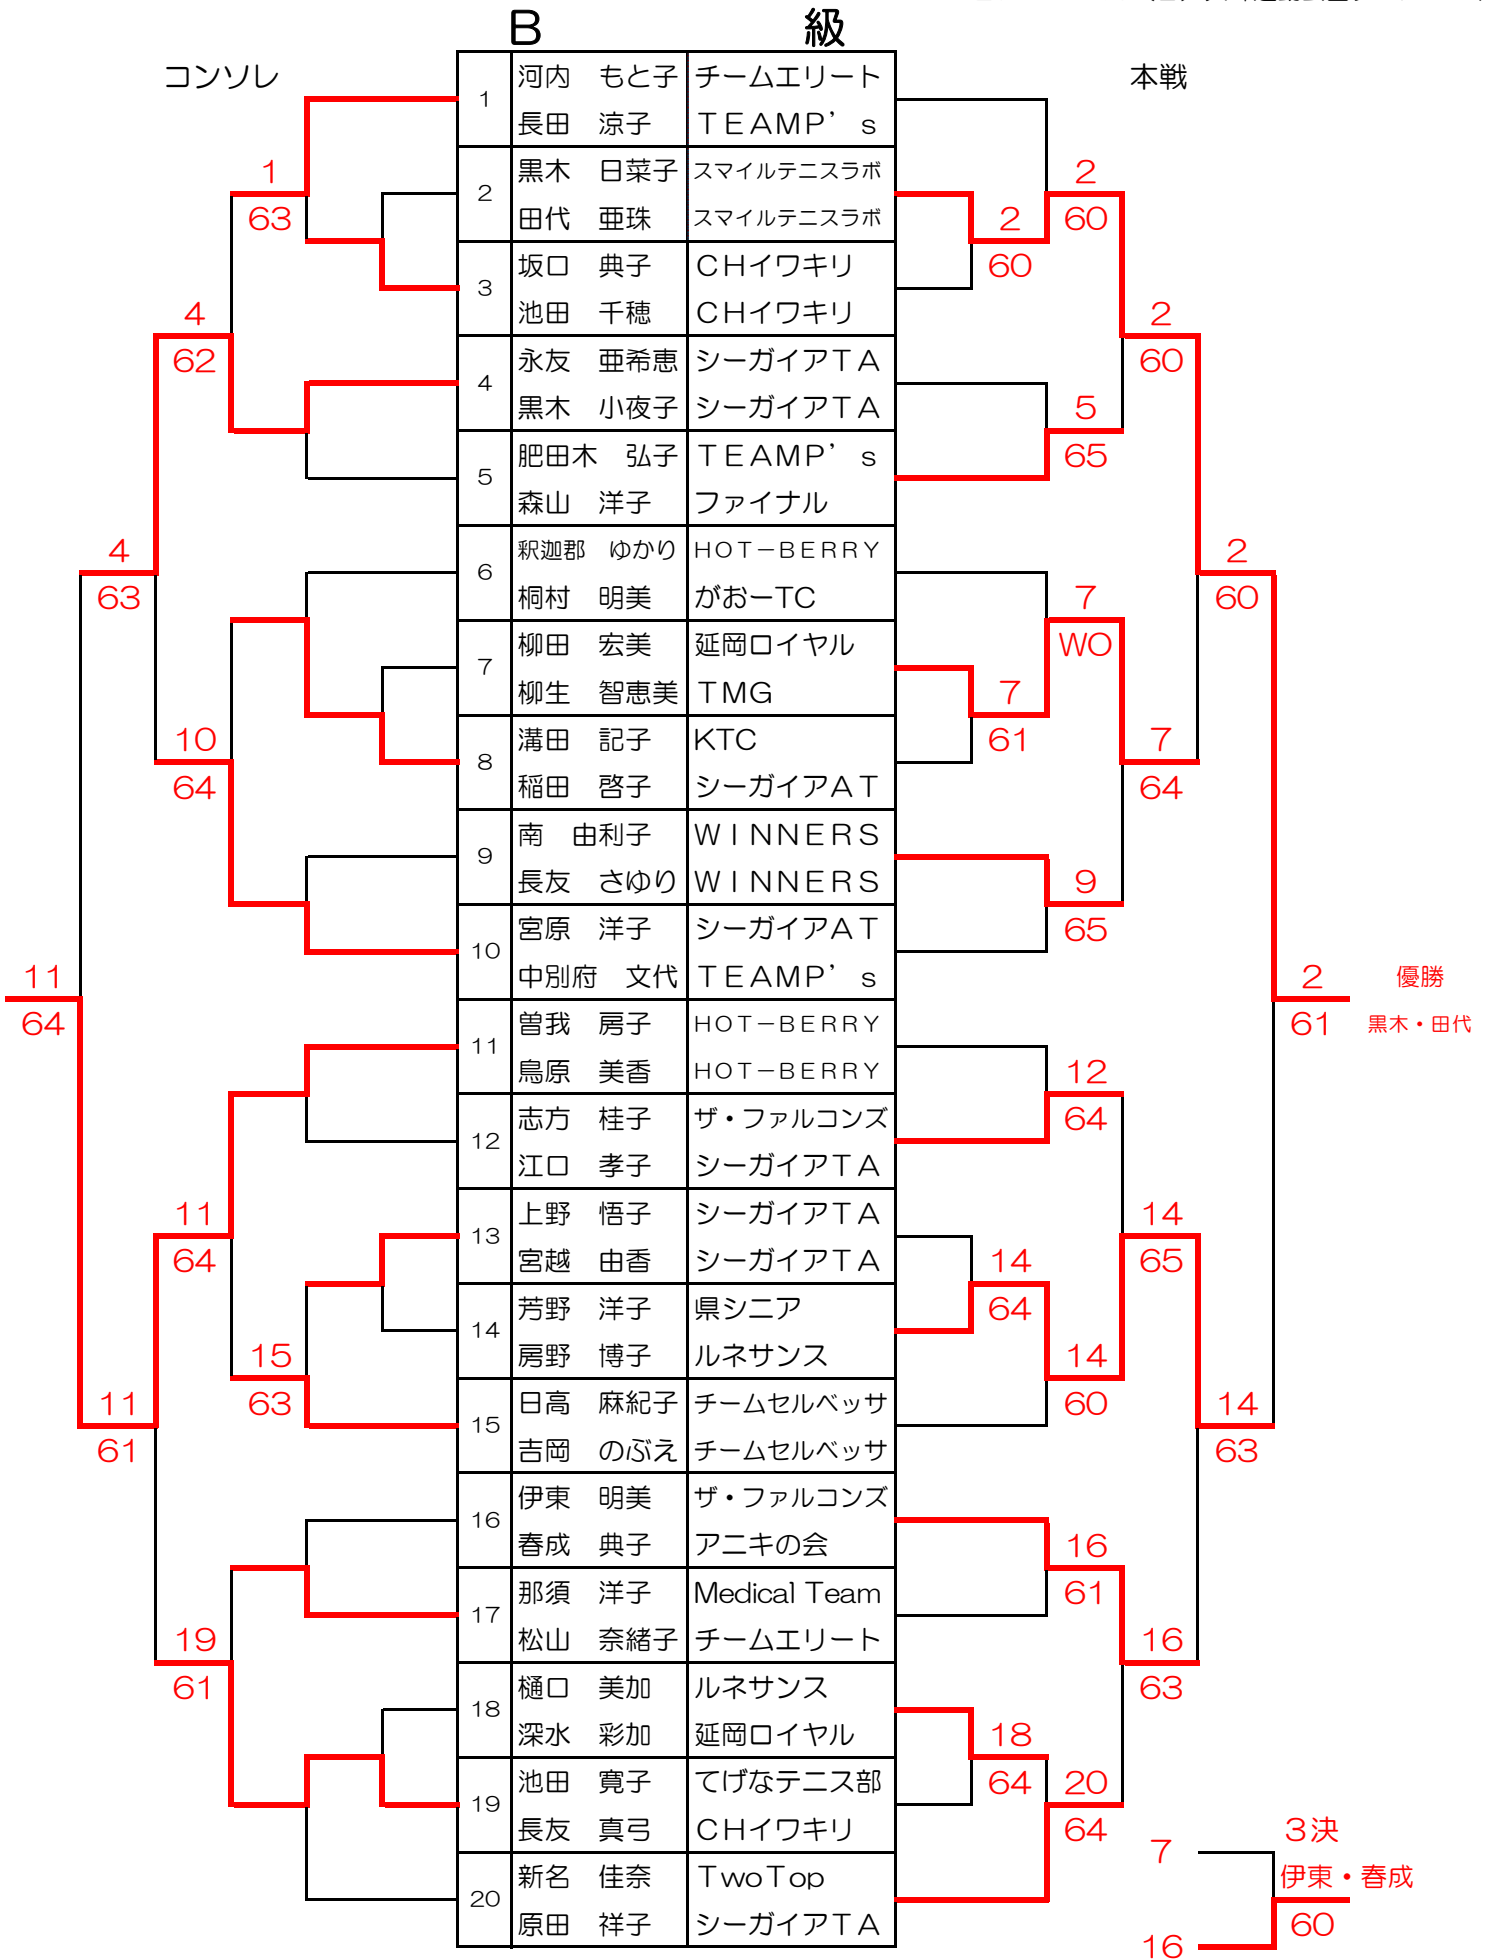 B 級
コンソレ 本戦
1 河内 もと子 チームエリート
長田 涼子 TEAMP's
2 黒木 日菜子 スマイルテニスラボ
田代 亜珠 スマイルテニスラボ
3 坂口 典子 CHイワキリ
池田 千穂 CHイワキリ
4 永友 亜希恵 シーガイアTA
黒木 小夜子 シーガイアTA
5 肥田木 弘子 TEAMP's
森山 洋子 ファイナル
6 釈迦郡 ゆかり HOT-BERRY
桐村 明美 がおーTC
7 柳田 宏美 延岡ロイヤル
柳生 智恵美 TMG
8 溝田 記子 KTC
稲田 啓子 シーガイアAT
9 南 由利子 WINNERS
長友 さゆり WINNERS
10 宮原 洋子 シーガイアAT
中別府 文代 TEAMP's
11 曽我 房子 HOT-BERRY
鳥原 美香 HOT-BERRY
12 志方 桂子 ザ・ファルコンズ
江口 孝子 シーガイアTA
13 上野 悟子 シーガイアTA
宮越 由香 シーガイアTA
14 芳野 洋子 県シニア
房野 博子 ルネサンス
15 日高 麻紀子 チームセルベッサ
吉岡 のぶえ チームセルベッサ
16 伊東 明美 ザ・ファルコンズ
春成 典子 アニキの会
17 那須 洋子 Medical Team
松山 奈緒子 チームエリート
18 樋口 美加 ルネサンス
深水 彩加 延岡ロイヤル
19 池田 寛子 てげなテニス部
長友 真弓 CHイワキリ
20 新名 佳奈 TwoTop
原田 祥子 シーガイアTA
1
63
4
62
4
63
10
64
11
64
11
64
15
63
11
61
19
61
2
60
2
60
2
60
5
65
2
60
7
WO
7
61
7
64
9
65
2 優勝
61 黒木・田代
12
64
14
64
14
65
14
60
14
63
16
61
16
63
18
64
20
64
3決
7
伊東・春成
60
16